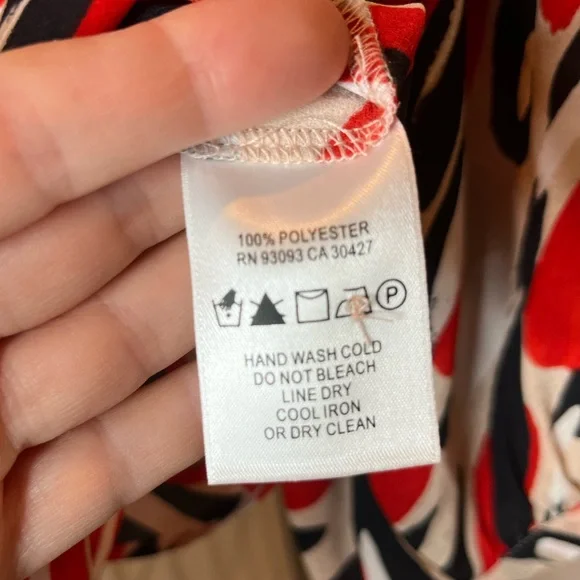 100% POLYESTER
RN 93093 CA 30427
P
HAND WASH COLD
DO NOT BLEACH
LINE DRY
COOL IRON
OR DRY CLEAN